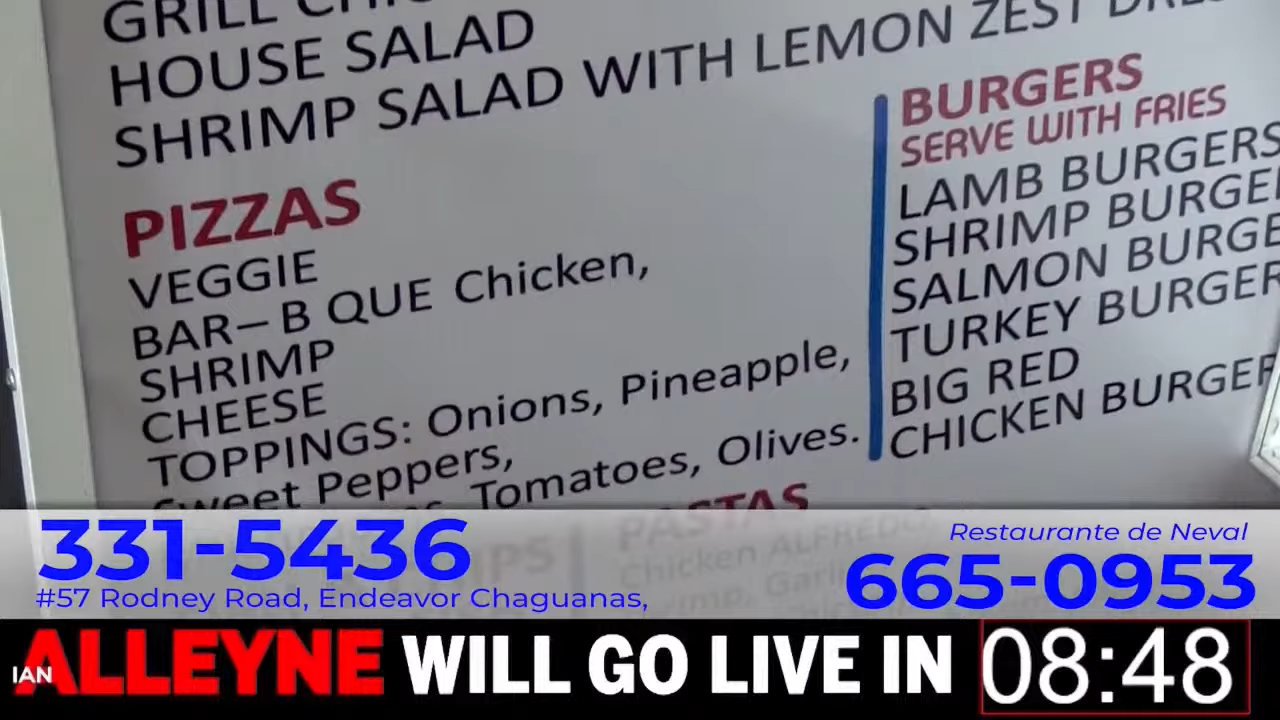 GRILL
HOUSE SALAD
SHRIMP SALAD WITH LEMON ZEST
PIZZAS
VEGGIE
BAR-B QUE Chicken,
SHRIMP
CHEESE
TOPPINGS: Onions, Pineapple,
Sweet Peppers,
Tomatoes, Olives.
BURGERS
SERVE WITH FRIES
LAMB BURGERS
SHRIMP BURGE
SALMON BURGE
TURKEY BURGER
BIG RED
CHICKEN BURGER
PASTAS
Chicken ALFREDO
331-5436
#57 Rodney Road, Endeavor Chaguanas,
Restaurante de Neval
665-0953
IAN ALLEYNE WILL GO LIVE IN 08:48